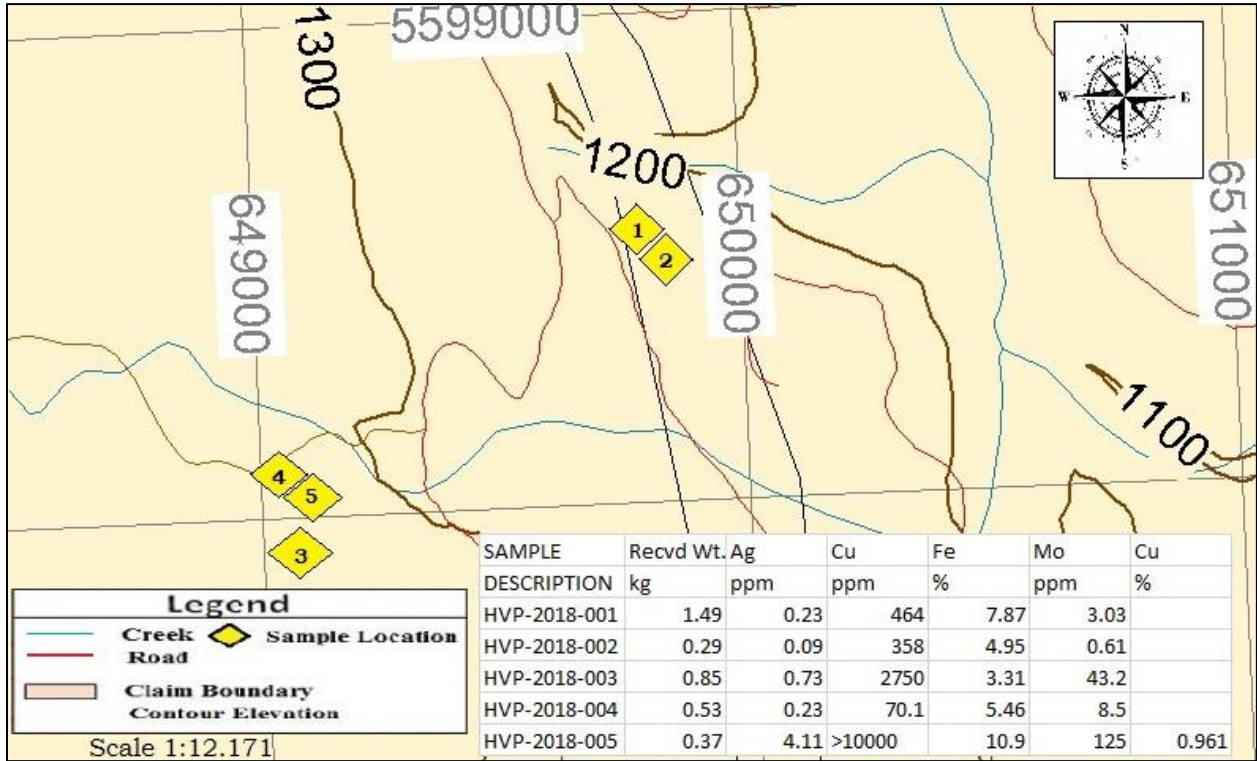 5599000
1300
N
W E
S
1200
649000
650000
651000
1
2
1100
4
5
3
SAMPLE Recvd Wt. Ag Cu Fe Mo Cu
DESCRIPTION kg ppm ppm % ppm %
HVP-2018-001 1.49 0.23 464 7.87 3.03
HVP-2018-002 0.29 0.09 358 4.95 0.61
HVP-2018-003 0.85 0.73 2750 3.31 43.2
HVP-2018-004 0.53 0.23 70.1 5.46 8.5
HVP-2018-005 0.37 4.11 >10000 10.9 125 0.961
Legend
Creek Sample Location
Road
Claim Boundary
Contour Elevation
Scale 1:12.171